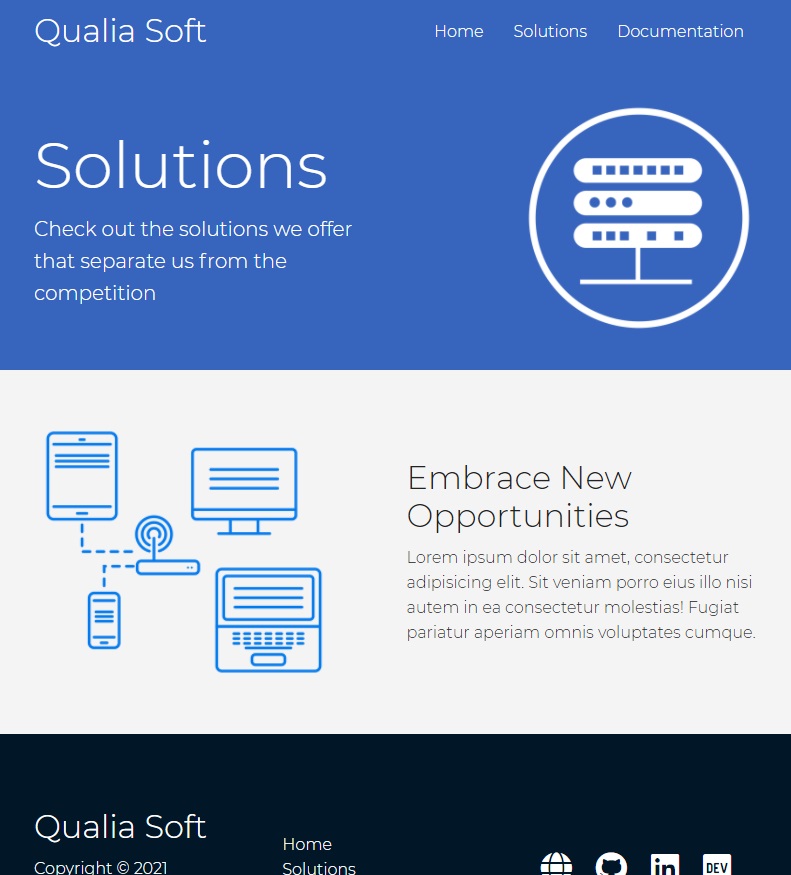 Qualia Soft
Home Solutions Documentation
Solutions
Check out the solutions we offer
that separate us from the
competition
Embrace New
Opportunities
Lorem ipsum dolor sit amet, consectetur
adipisicing elit. Sit veniam porro eius illo nisi
autem in ea consectetur molestias! Fugiat
pariatur aperiam omnis voluptates cumque.
Qualia Soft
Copyright © 2021
Home
Solutions
in
DEV